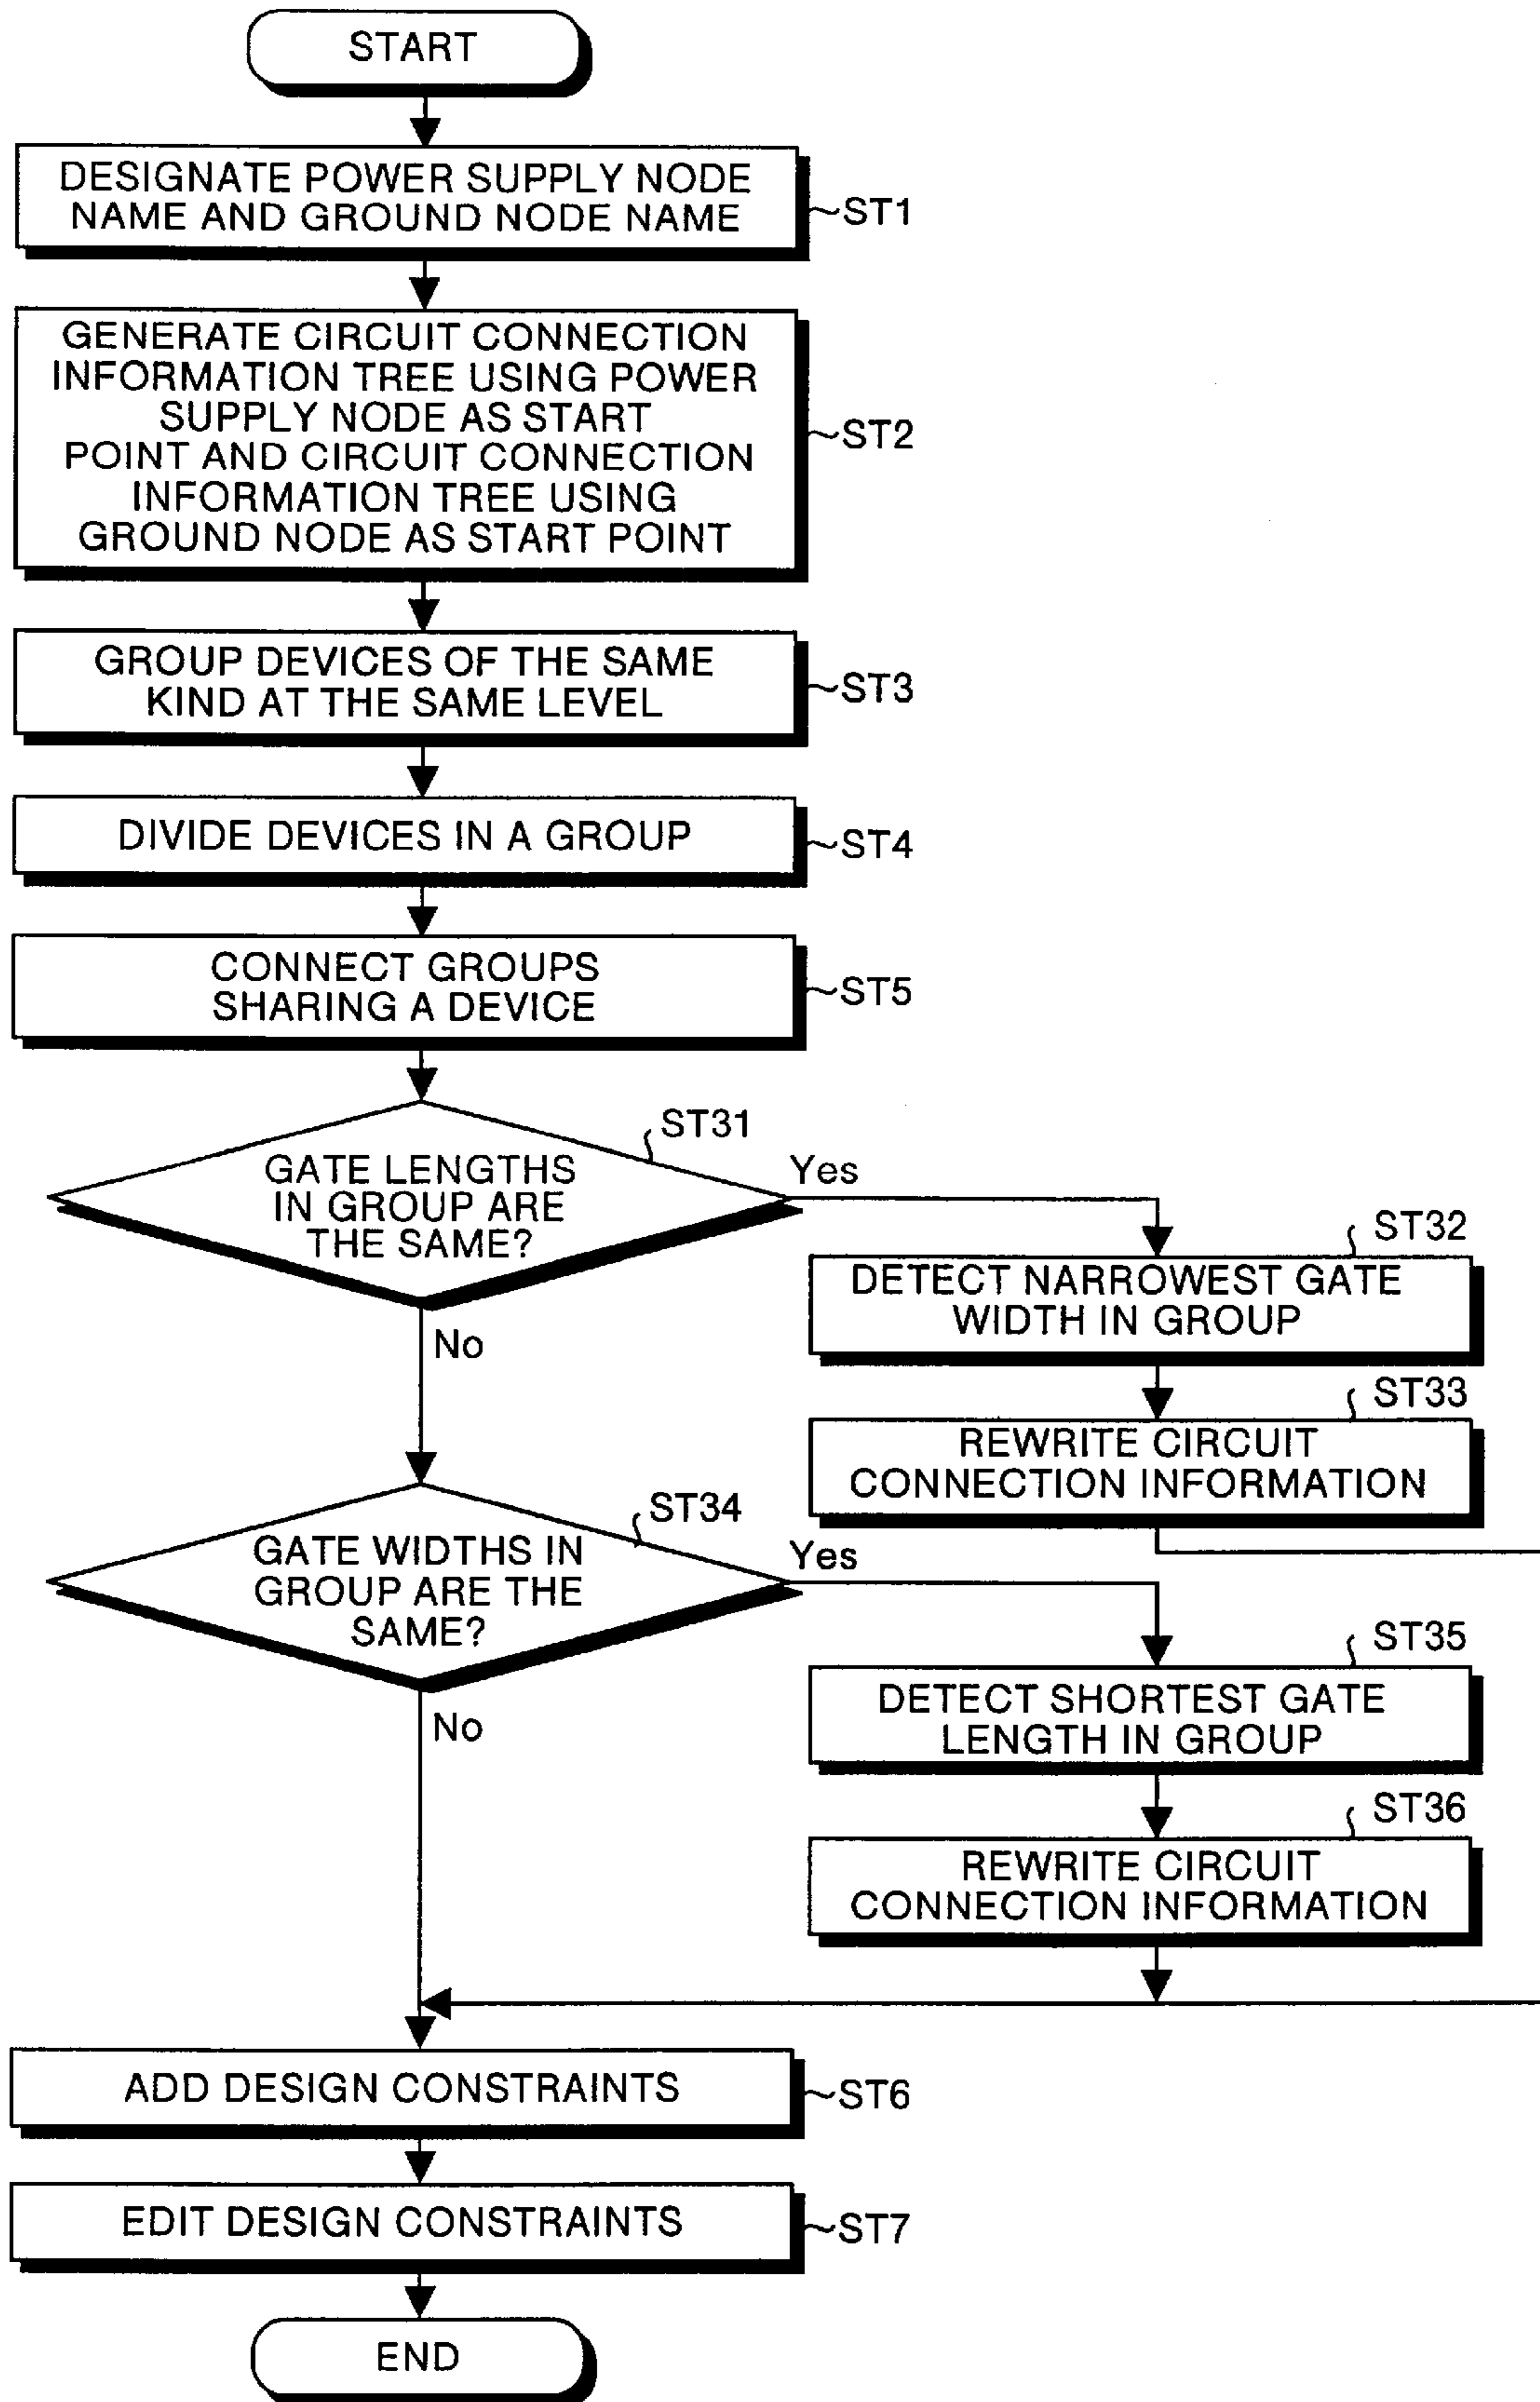 START
DESIGNATE POWER SUPPLY NODE
NAME AND GROUND NODE NAME
ST1
GENERATE CIRCUIT CONNECTION
INFORMATION TREE USING POWER
SUPPLY NODE AS START
POINT AND CIRCUIT CONNECTION
INFORMATION TREE USING
GROUND NODE AS START POINT
ST2
GROUP DEVICES OF THE SAME
KIND AT THE SAME LEVEL
ST3
DIVIDE DEVICES IN A GROUP
ST4
CONNECT GROUPS
SHARING A DEVICE
ST5
ST31
GATE LENGTHS
IN GROUP ARE
THE SAME?
Yes
No
ST32
DETECT NARROWEST GATE
WIDTH IN GROUP
ST33
REWRITE CIRCUIT
CONNECTION INFORMATION
ST34
GATE WIDTHS IN
GROUP ARE THE
SAME?
Yes
No
ST35
DETECT SHORTEST GATE
LENGTH IN GROUP
ST36
REWRITE CIRCUIT
CONNECTION INFORMATION
ADD DESIGN CONSTRAINTS
ST6
EDIT DESIGN CONSTRAINTS
ST7
END